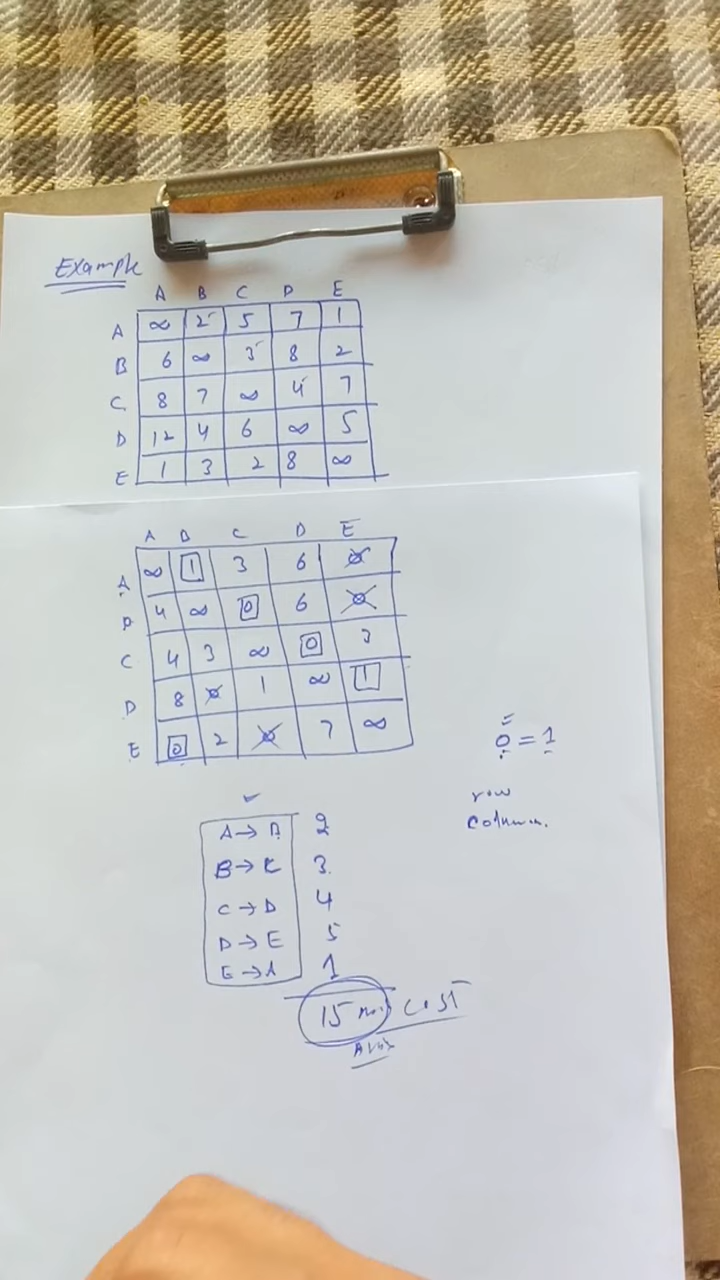 Example
A B C D E
A ∞ 2 5 7 1
B 6 ∞ 3 8 2
C 8 7 ∞ 4 7
D 12 4 6 ∞ 5
E 1 3 2 8 ∞
A B C D E
A ∞ 1 3 6 0
B 4 ∞ 0 6 0
C 4 3 ∞ 0 3
D 8 0 1 ∞ 1
E 0 2 0 7 ∞
0 = 1
row
column.
A → B 2
B → C 3.
C → D 4
D → E 5
E → A 1
15 cost